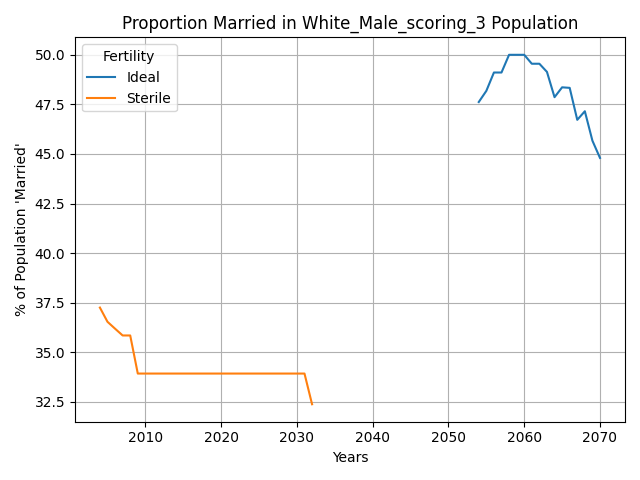 Proportion Married in White_Male_scoring_3 Population
Fertility
Ideal
Sterile
50.0
47.5
45.0
42.5
40.0
37.5
35.0
32.5
% of Population 'Married'
2010 2020 2030 2040 2050 2060 2070
Years